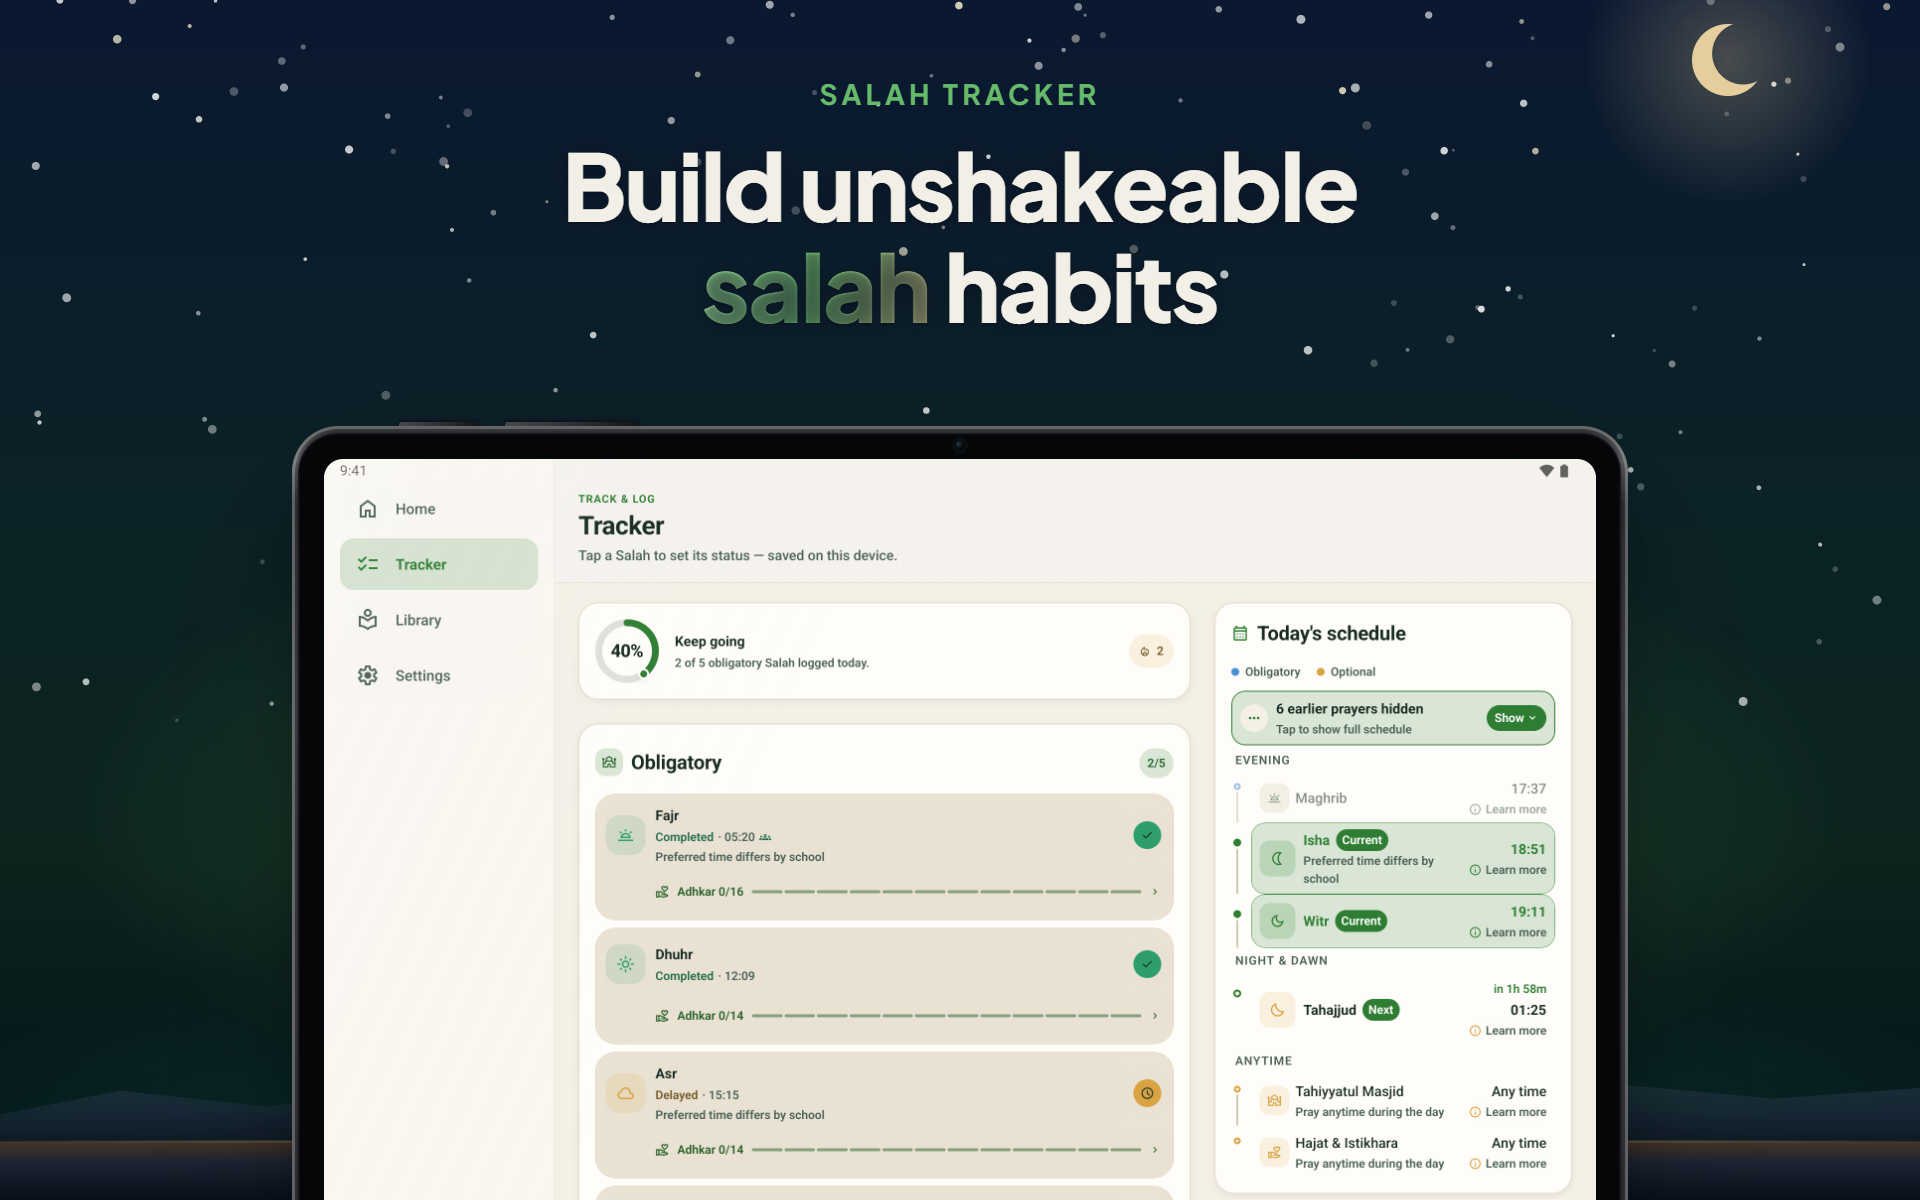 SALAH TRACKER
Build unshakeable
salah habits
9:41
Home
Tracker
Library
Settings
TRACK & LOG
Tracker
Tap a Salah to set its status — saved on this device.
40%
Keep going
2 of 5 obligatory Salah logged today.
2
Obligatory
2/5
Fajr
Completed · 05:20
Preferred time differs by school
Adhkar 0/16
Dhuhr
Completed · 12:09
Adhkar 0/14
Asr
Delayed · 15:15
Preferred time differs by school
Adhkar 0/14
Today's schedule
Obligatory
Optional
6 earlier prayers hidden
Tap to show full schedule
Show
EVENING
Maghrib
17:37
Learn more
Isha
Current
Preferred time differs by
school
18:51
Learn more
Witr
Current
19:11
Learn more
NIGHT & DAWN
Tahajjud
Next
in 1h 58m
01:25
Learn more
ANYTIME
Tahiyyatul Masjid
Pray anytime during the day
Any time
Learn more
Hajat & Istikhara
Pray anytime during the day
Any time
Learn more